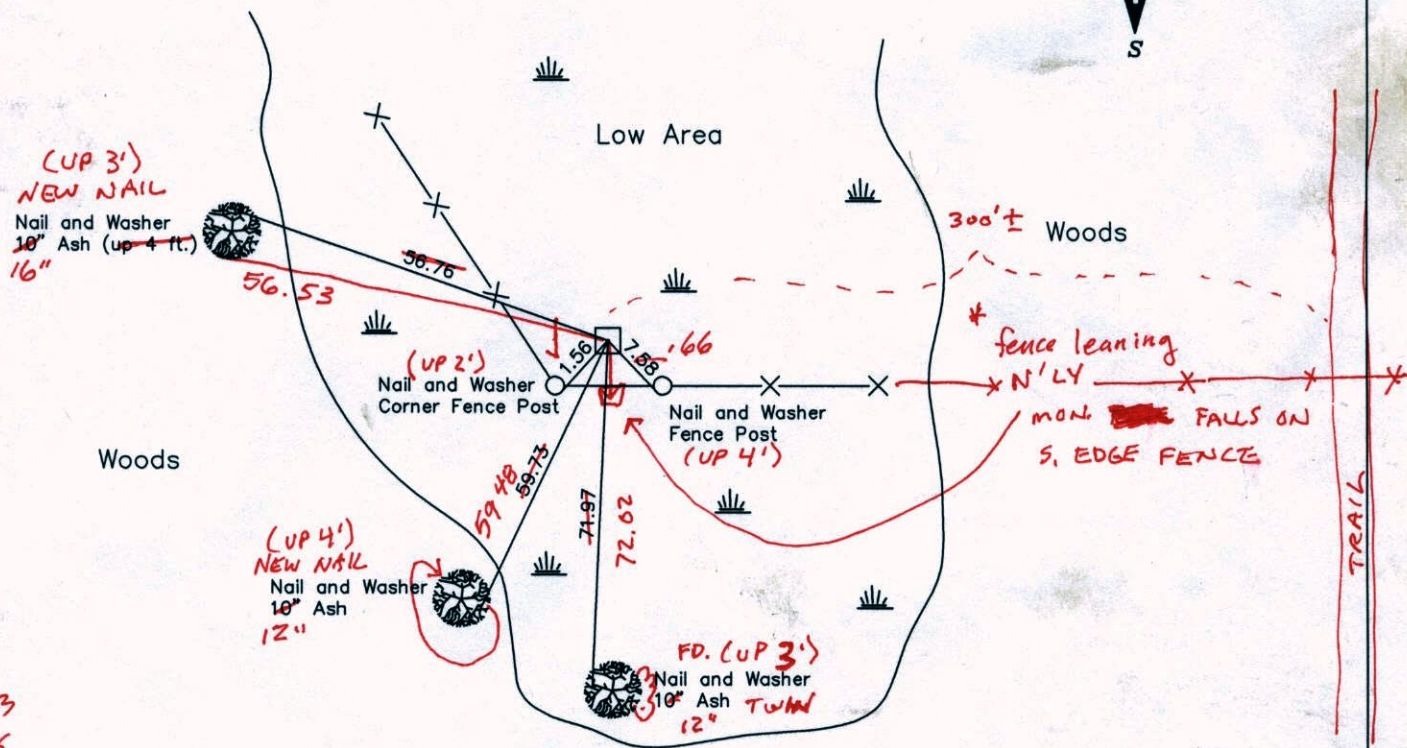 S
Low Area
(UP 3')
NEW NAIL
Nail and Washer
10" Ash (up 4 ft.)
16"
56.76
56.53
300'±
Woods
*
fence leaning
N'LY
MON. FALLS ON
S. EDGE FENCE
(UP 2')
Nail and Washer
Corner Fence Post
1.56
7.58
.66
Nail and Washer
Fence Post
(UP 4')
Woods
59.73
59.48
71.97
72.02
TRAIL
(UP 4')
NEW NAIL
Nail and Washer
10" Ash
12"
FD. (UP 3')
Nail and Washer
10" Ash TWIN
12"
3